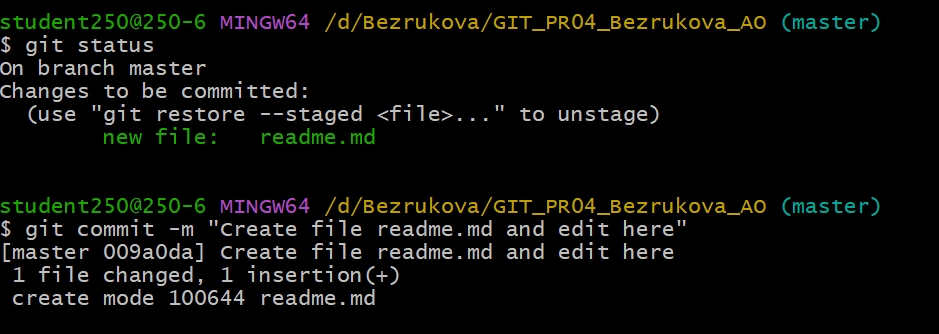 student250@250-6 MINGW64 /d/Bezrukova/GIT_PR04_Bezrukova_AO (master)
$ git status
On branch master
Changes to be committed:
  (use "git restore --staged <file>..." to unstage)
        new file:   readme.md

student250@250-6 MINGW64 /d/Bezrukova/GIT_PR04_Bezrukova_AO (master)
$ git commit -m "Create file readme.md and edit here"
[master 009a0da] Create file readme.md and edit here
 1 file changed, 1 insertion(+)
 create mode 100644 readme.md